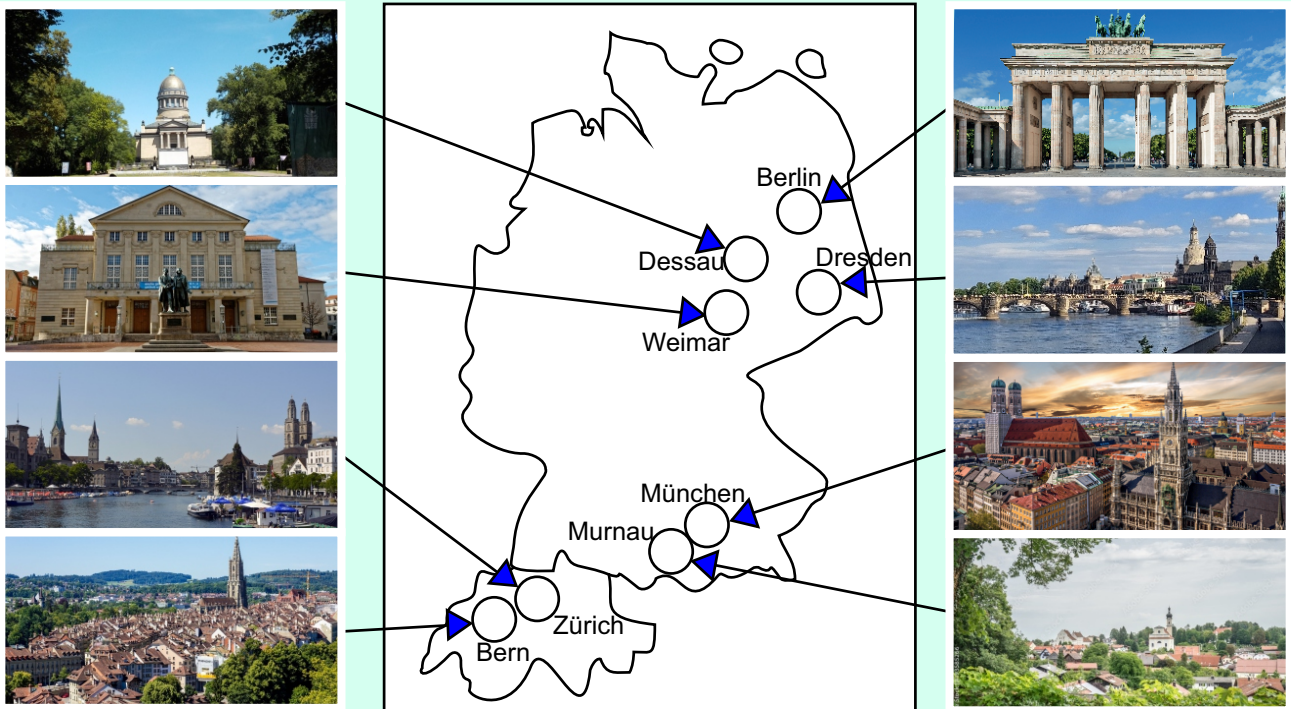 Berlin
Dessau
Dresden
Weimar
München
Murnau
Zürich
Bern